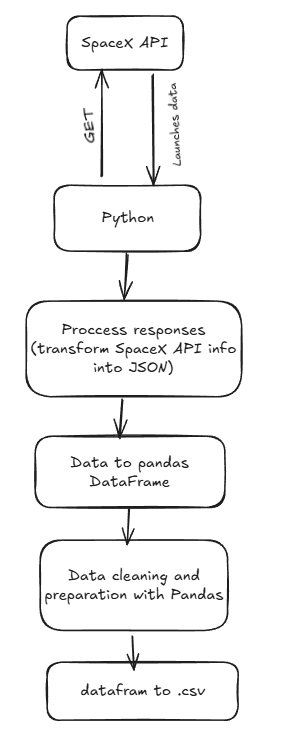 SpaceX API
GET
Launches data
Python
Proccess responses
(transform SpaceX API info
into JSON)
Data to pandas
DataFrame
Data cleaning and
preparation with Pandas
datafram to .csv